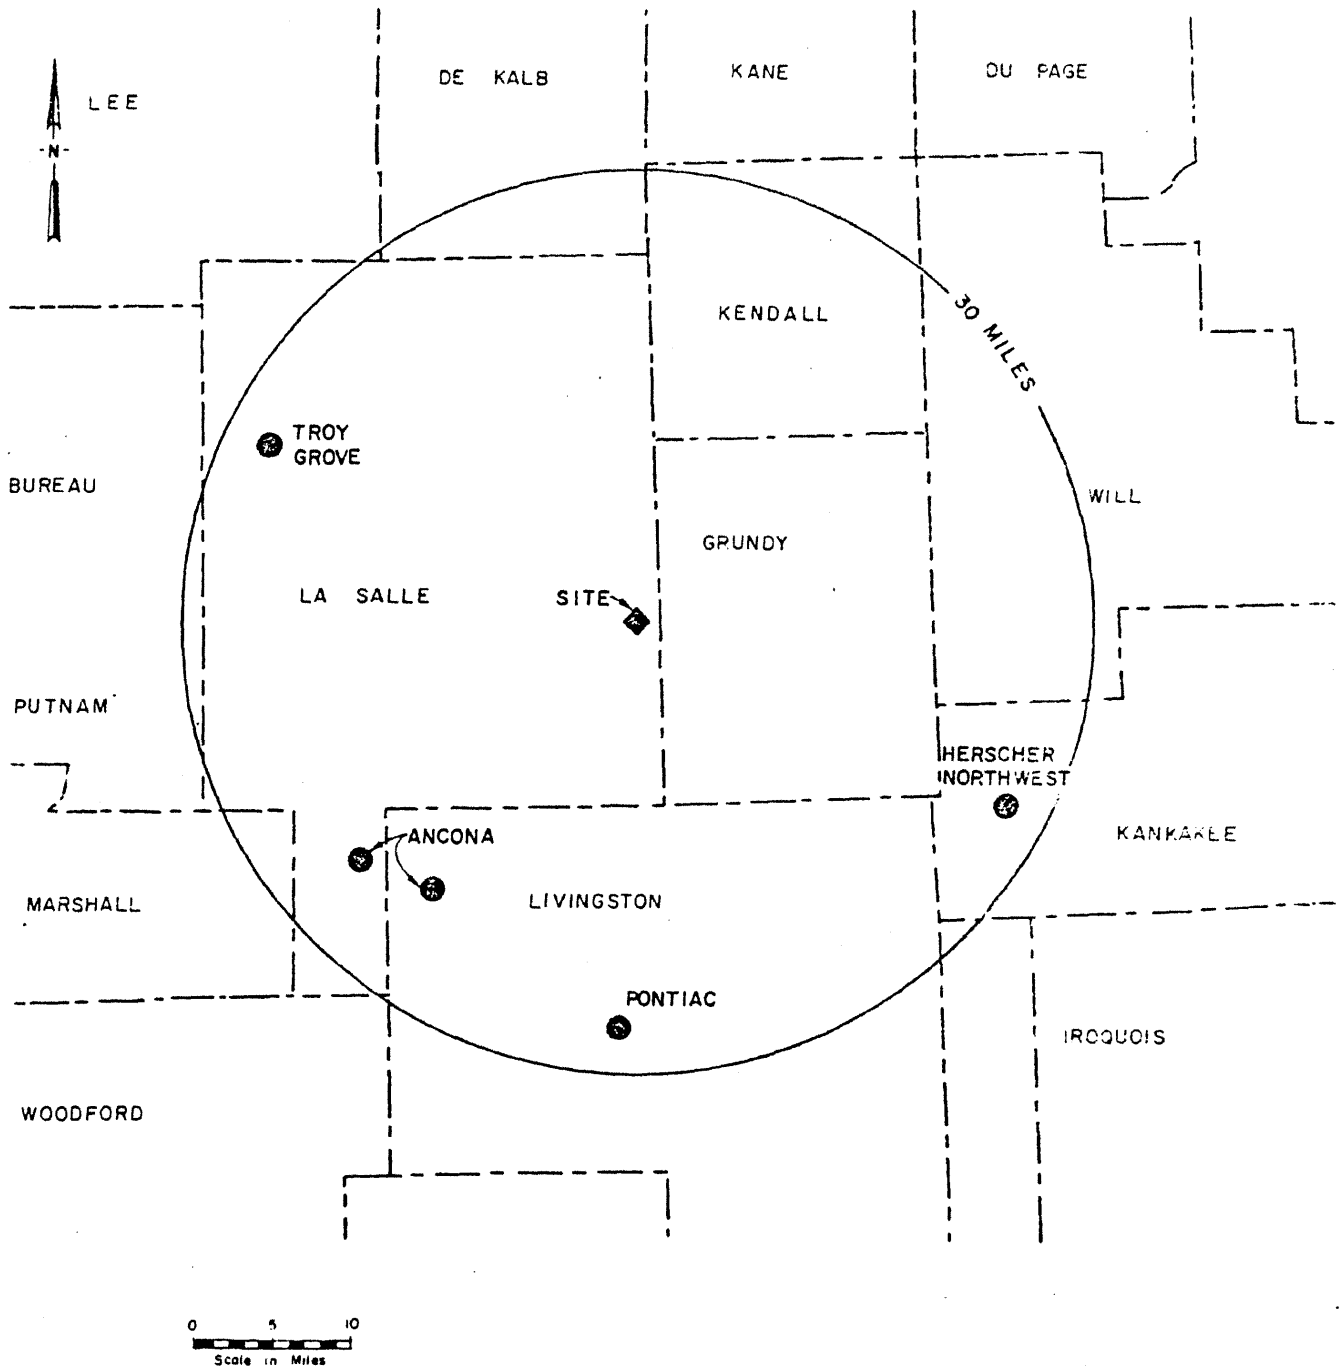 DE KALB
KANE
DU PAGE
LEE
N
30 MILES
KENDALL
TROY
GROVE
BUREAU
WILL
GRUNDY
LA SALLE
SITE
PUTNAM
HERSCHER
NORTHWEST
KANKAKEE
ANCONA
MARSHALL
LIVINGSTON
PONTIAC
IROQUOIS
WOODFORD
0 5 10
Scale in Miles